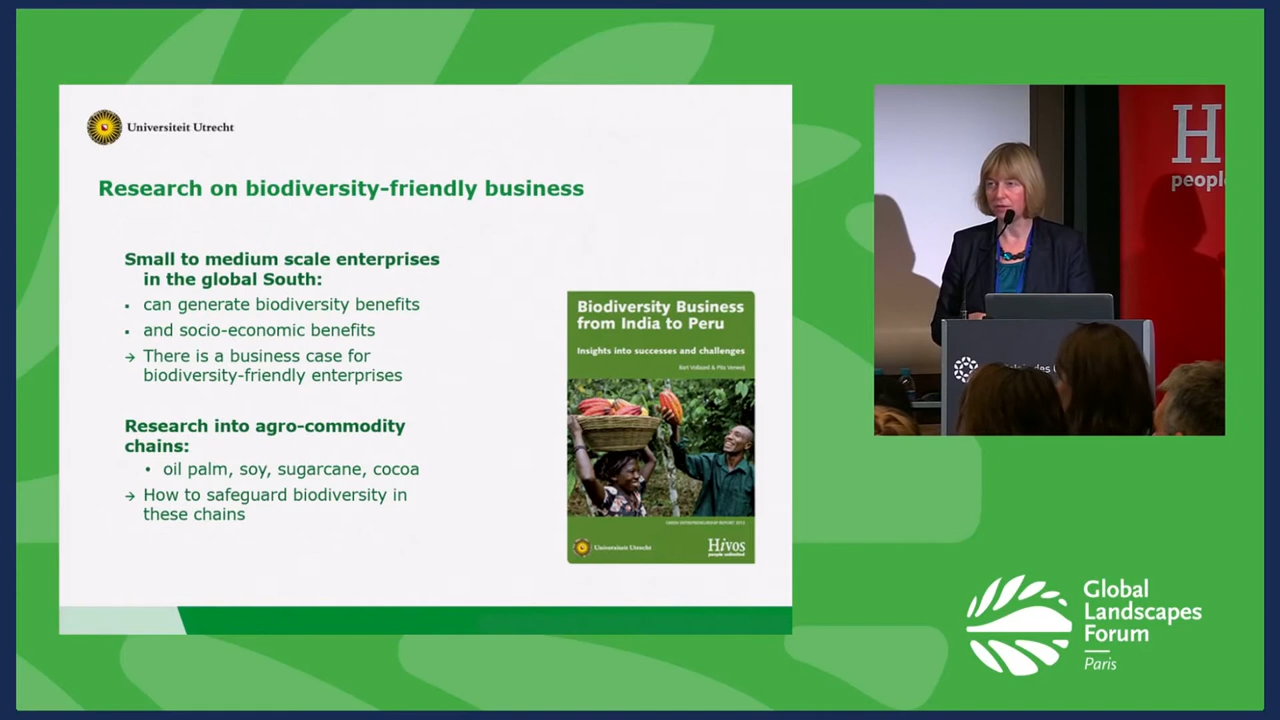 Universiteit Utrecht
Research on biodiversity-friendly business
Small to medium scale enterprises
in the global South:
▪ can generate biodiversity benefits
▪ and socio-economic benefits
→ There is a business case for
biodiversity-friendly enterprises
Research into agro-commodity
chains:
• oil palm, soy, sugarcane, cocoa
→ How to safeguard biodiversity in
these chains
Biodiversity Business
from India to Peru
Insights into successes and challenges
Bart Vollaard & Pita Verweij
Universiteit Utrecht
Hivos
people unlimited
H
peopl
des
Global
Landscapes
Forum
Paris